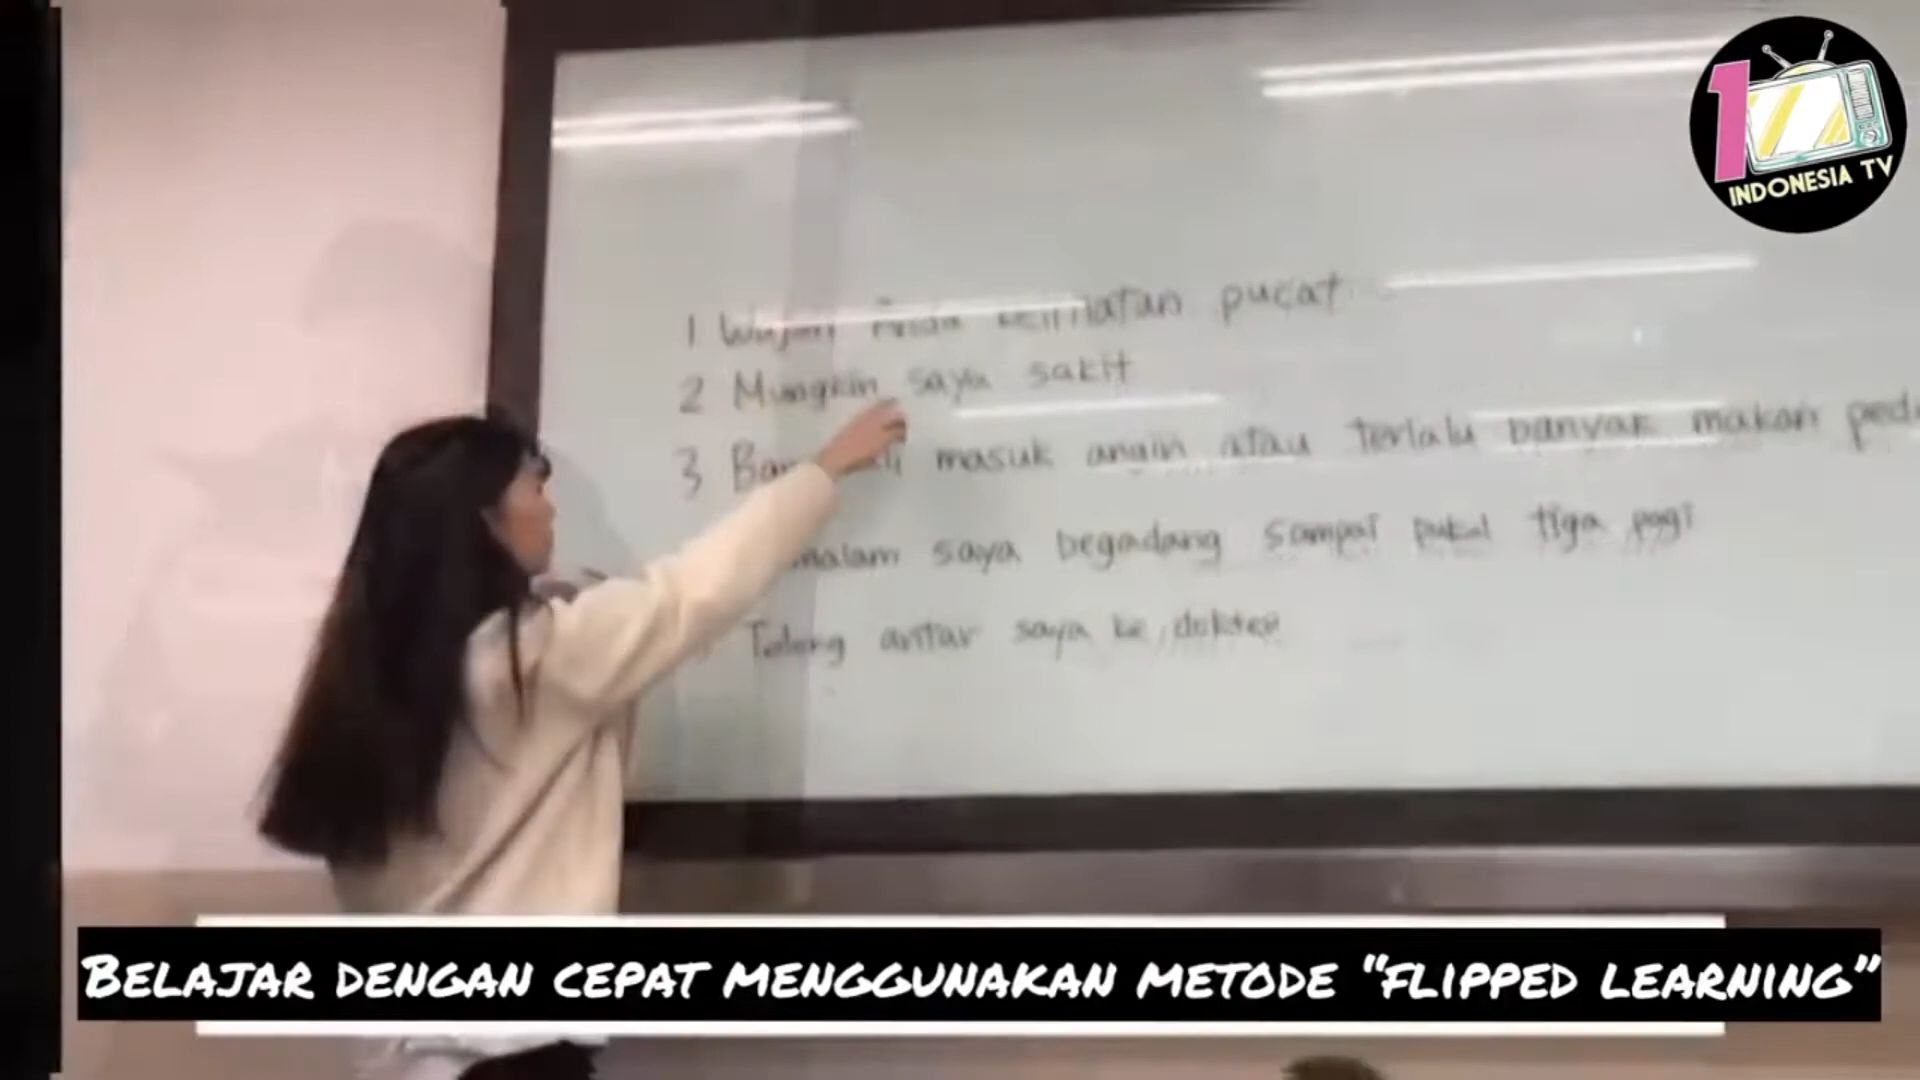 1
INDONESIA TV
1 Wajah Anda kelihatan pucat
2 Mungkin saya sakit
3 masuk angin atau terlalu banyak makan
malam saya begadang sampai pukul tiga pagi
Tolong antar saya ke dokter
BELAJAR DENGAN CEPAT MENGGUNAKAN METODE “FLIPPED LEARNING”